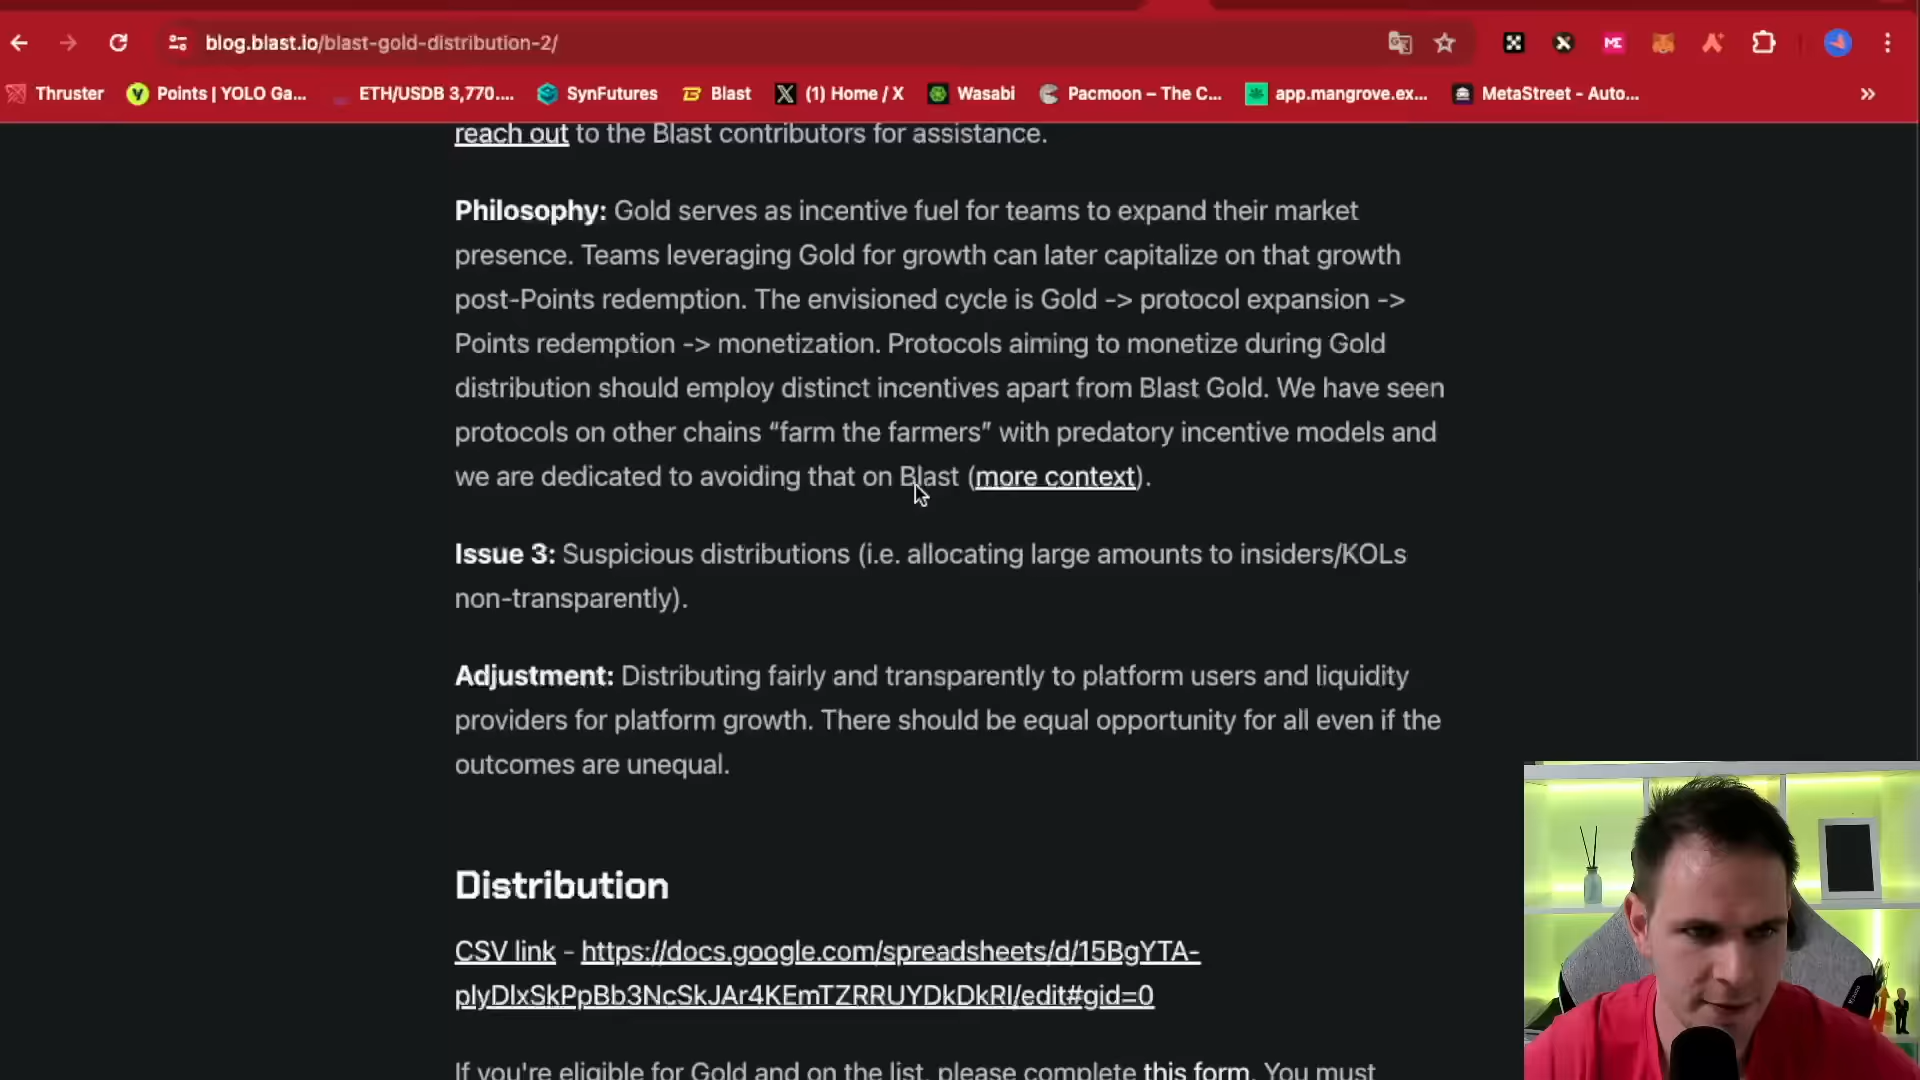 blog.blast.io/blast-gold-distribution-2/
Thruster Points | YOLO Ga... ETH/USDB 3,770.... SynFutures Blast (1) Home / X Wasabi Pacmoon – The C... app.mangrove.ex... MetaStreet - Auto... »
reach out to the Blast contributors for assistance.
Philosophy: Gold serves as incentive fuel for teams to expand their market
presence. Teams leveraging Gold for growth can later capitalize on that growth
post-Points redemption. The envisioned cycle is Gold -> protocol expansion ->
Points redemption -> monetization. Protocols aiming to monetize during Gold
distribution should employ distinct incentives apart from Blast Gold. We have seen
protocols on other chains “farm the farmers” with predatory incentive models and
we are dedicated to avoiding that on Blast (more context).
Issue 3: Suspicious distributions (i.e. allocating large amounts to insiders/KOLs
non-transparently).
Adjustment: Distributing fairly and transparently to platform users and liquidity
providers for platform growth. There should be equal opportunity for all even if the
outcomes are unequal.
Distribution
CSV link - https://docs.google.com/spreadsheets/d/15BgYTA-
plyDlxSkPpBb3NcSkJAr4KEmTZRRUYDkDkRI/edit#gid=0
If you're eligible for Gold and on the list, please complete this form. You must